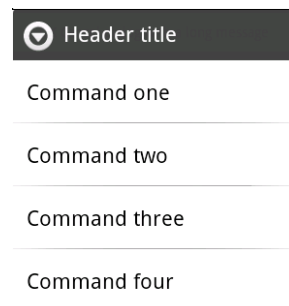 Header title
Command one
Command two
Command three
Command four